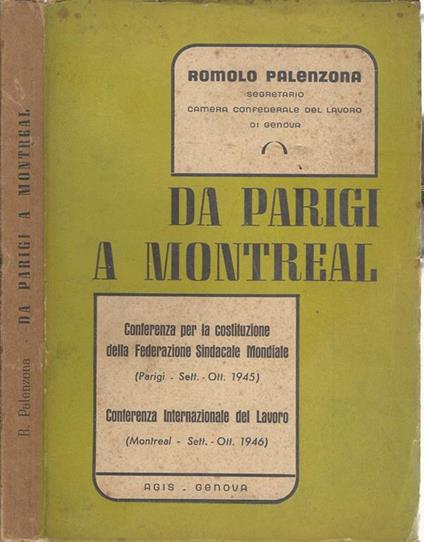 R. Palenzona - DA PARIGI A MONTREAL
ROMOLO PALENZONA
SEGRETARIO
CAMERA CONFEDERALE DEL LAVORO
DI GENOVA
DA PARIGI
A MONTREAL
Conferenza per la costituzione
della Federazione Sindacale Mondiale
(Parigi - Sett. - Ott. 1945)
Conferenza Internazionale del Lavoro
(Montreal - Sett. - Ott. 1946)
AGIS - GENOVA